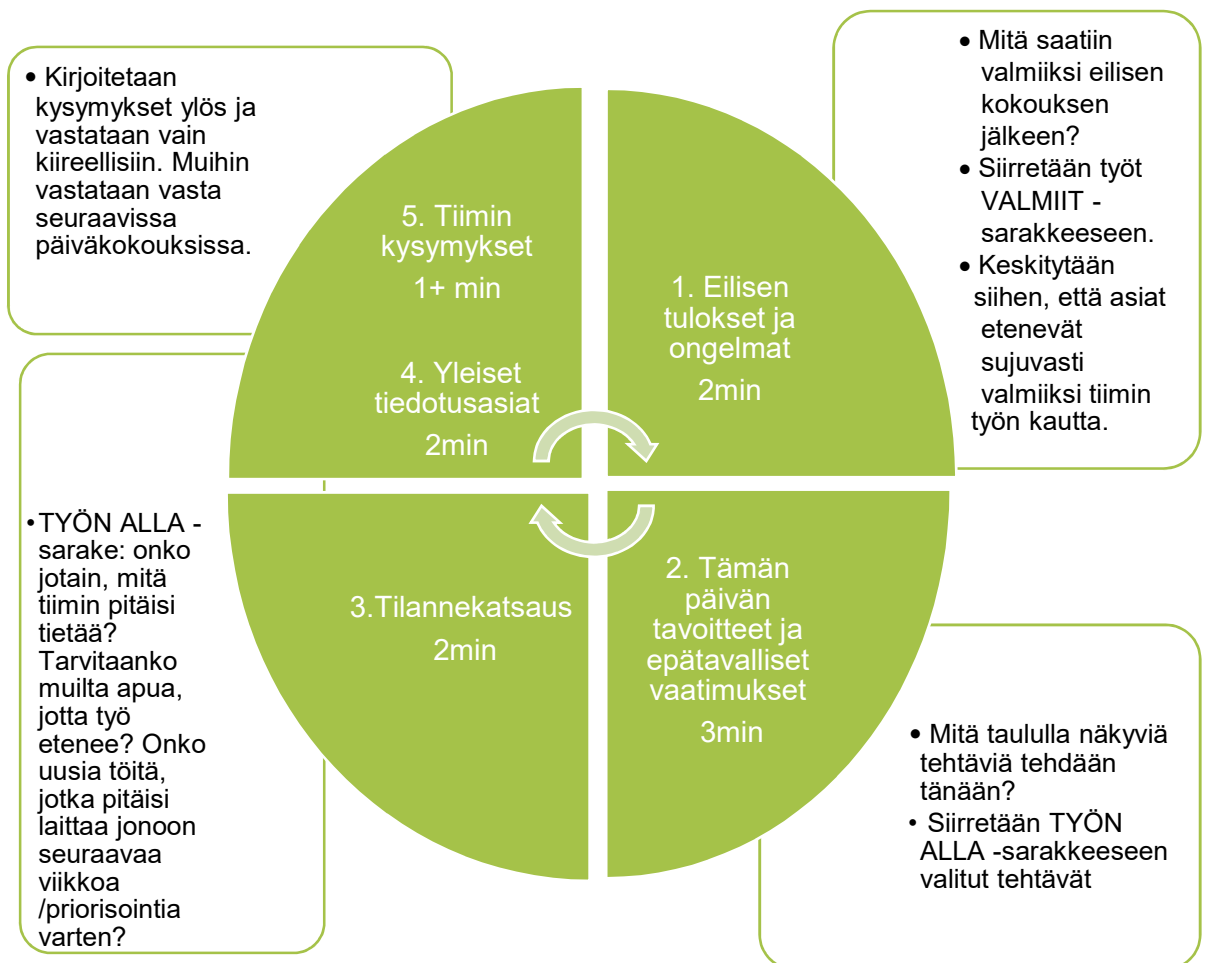 • Kirjoitetaan
kysymykset ylös ja
vastataan vain
kiireellisiin. Muihin
vastataan vasta
seuraavissa
päiväkokouksissa.
• Mitä saatiin
valmiiksi eilisen
kokouksen
jälkeen?
• Siirretään työt
VALMIIT -
sarakkeeseen.
• Keskitytään
siihen, että asiat
etenevät
sujuvasti
valmiiksi tiimin
työn kautta.
5. Tiimin
kysymykset
1+ min
4. Yleiset
tiedotusasiat
2min
1. Eilisen
tulokset ja
ongelmat
2min
•TYÖN ALLA -
sarake: onko
jotain, mitä
tiimin pitäisi
tietää?
Tarvitaanko
muilta apua,
jotta työ
etenee? Onko
uusia töitä,
jotka pitäisi
laittaa jonoon
seuraavaa
viikkoa
/priorisointia
varten?
3.Tilannekatsaus
2min
2. Tämän
päivän
tavoitteet ja
epätavalliset
vaatimukset
3min
• Mitä taululla näkyviä
tehtäviä tehdään
tänään?
• Siirretään TYÖN
ALLA -sarakkeeseen
valitut tehtävät